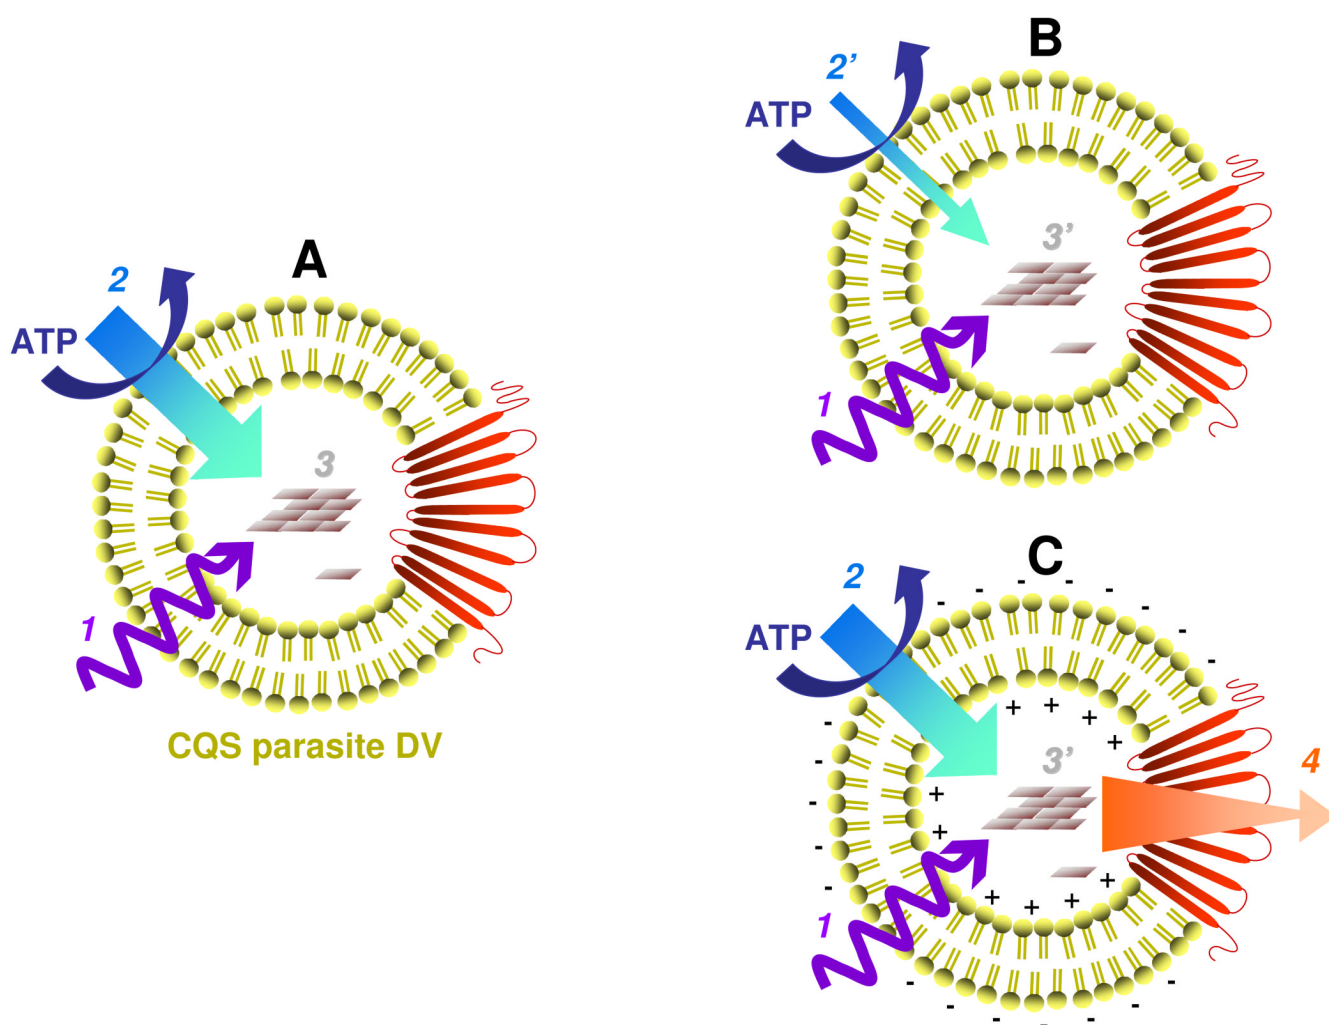 A
2
ATP
3
1
CQS parasite DV
B
2’
ATP
3’
1
C
2
ATP
3’
4
1
- - - - - - - - - - - - - - - - - - -
+ + + + + + + + + + +